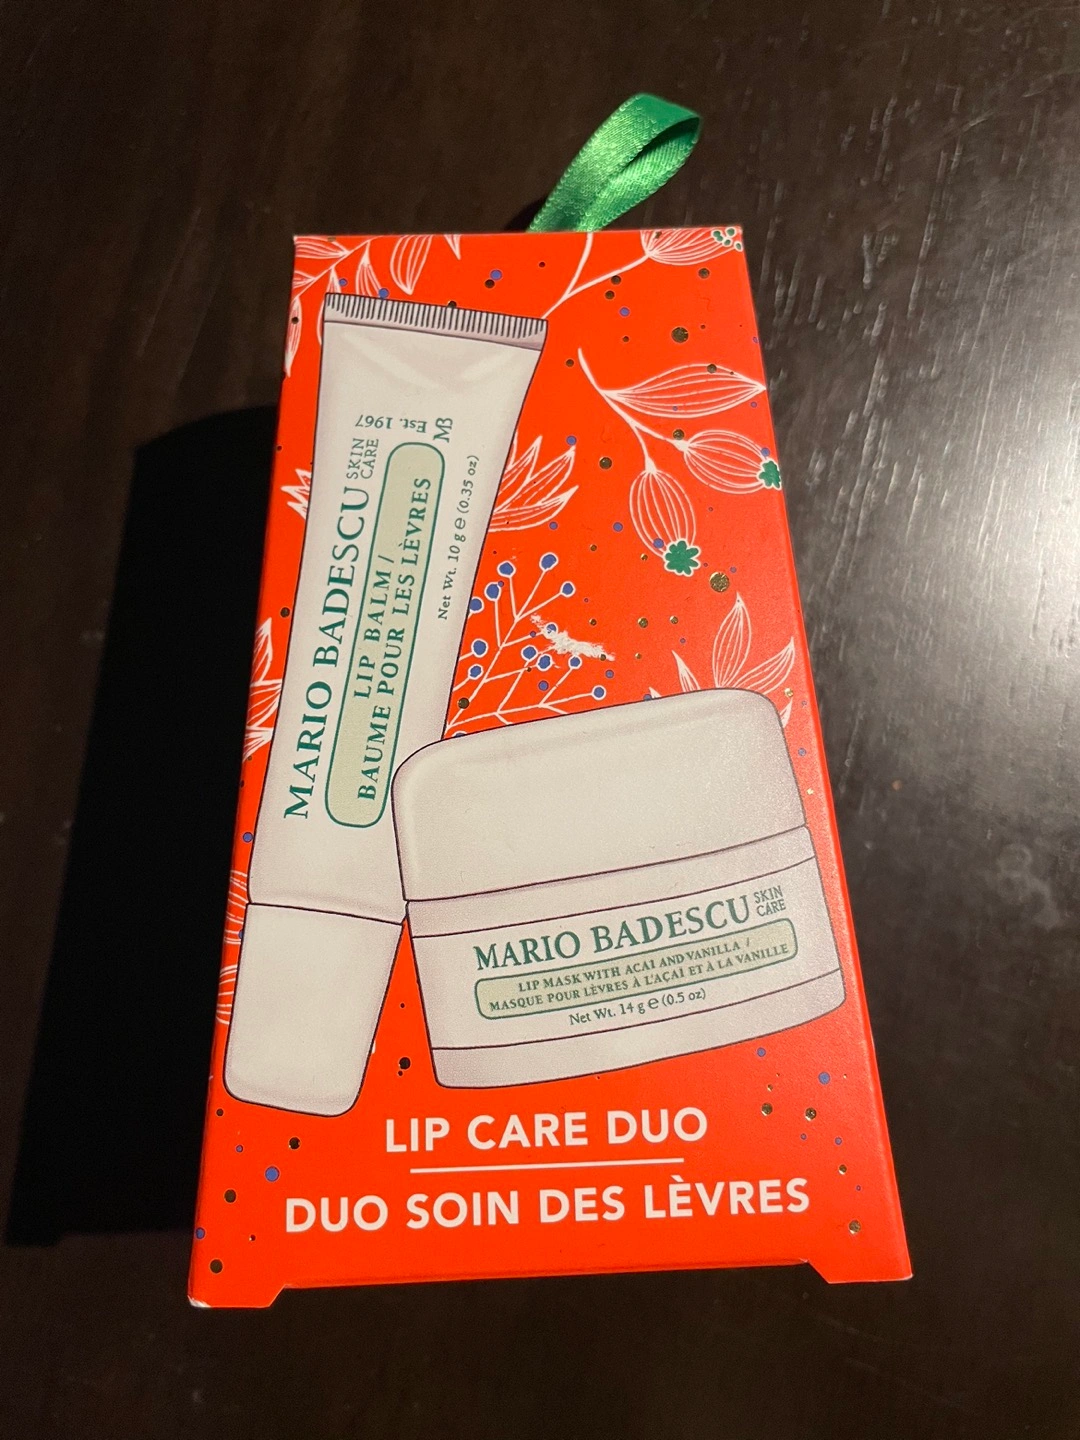 MARIO BADESCU SKIN CARE
Est. 1967
MB
LIP BALM /
BAUME POUR LES LÈVRES
Net Wt. 10 g e (0.35 oz)
MARIO BADESCU SKIN CARE
LIP MASK WITH ACAI AND VANILLA /
MASQUE POUR LÈVRES À L'AÇAÍ ET À LA VANILLE
Net Wt. 14 g e (0.5 oz)
LIP CARE DUO
DUO SOIN DES LÈVRES